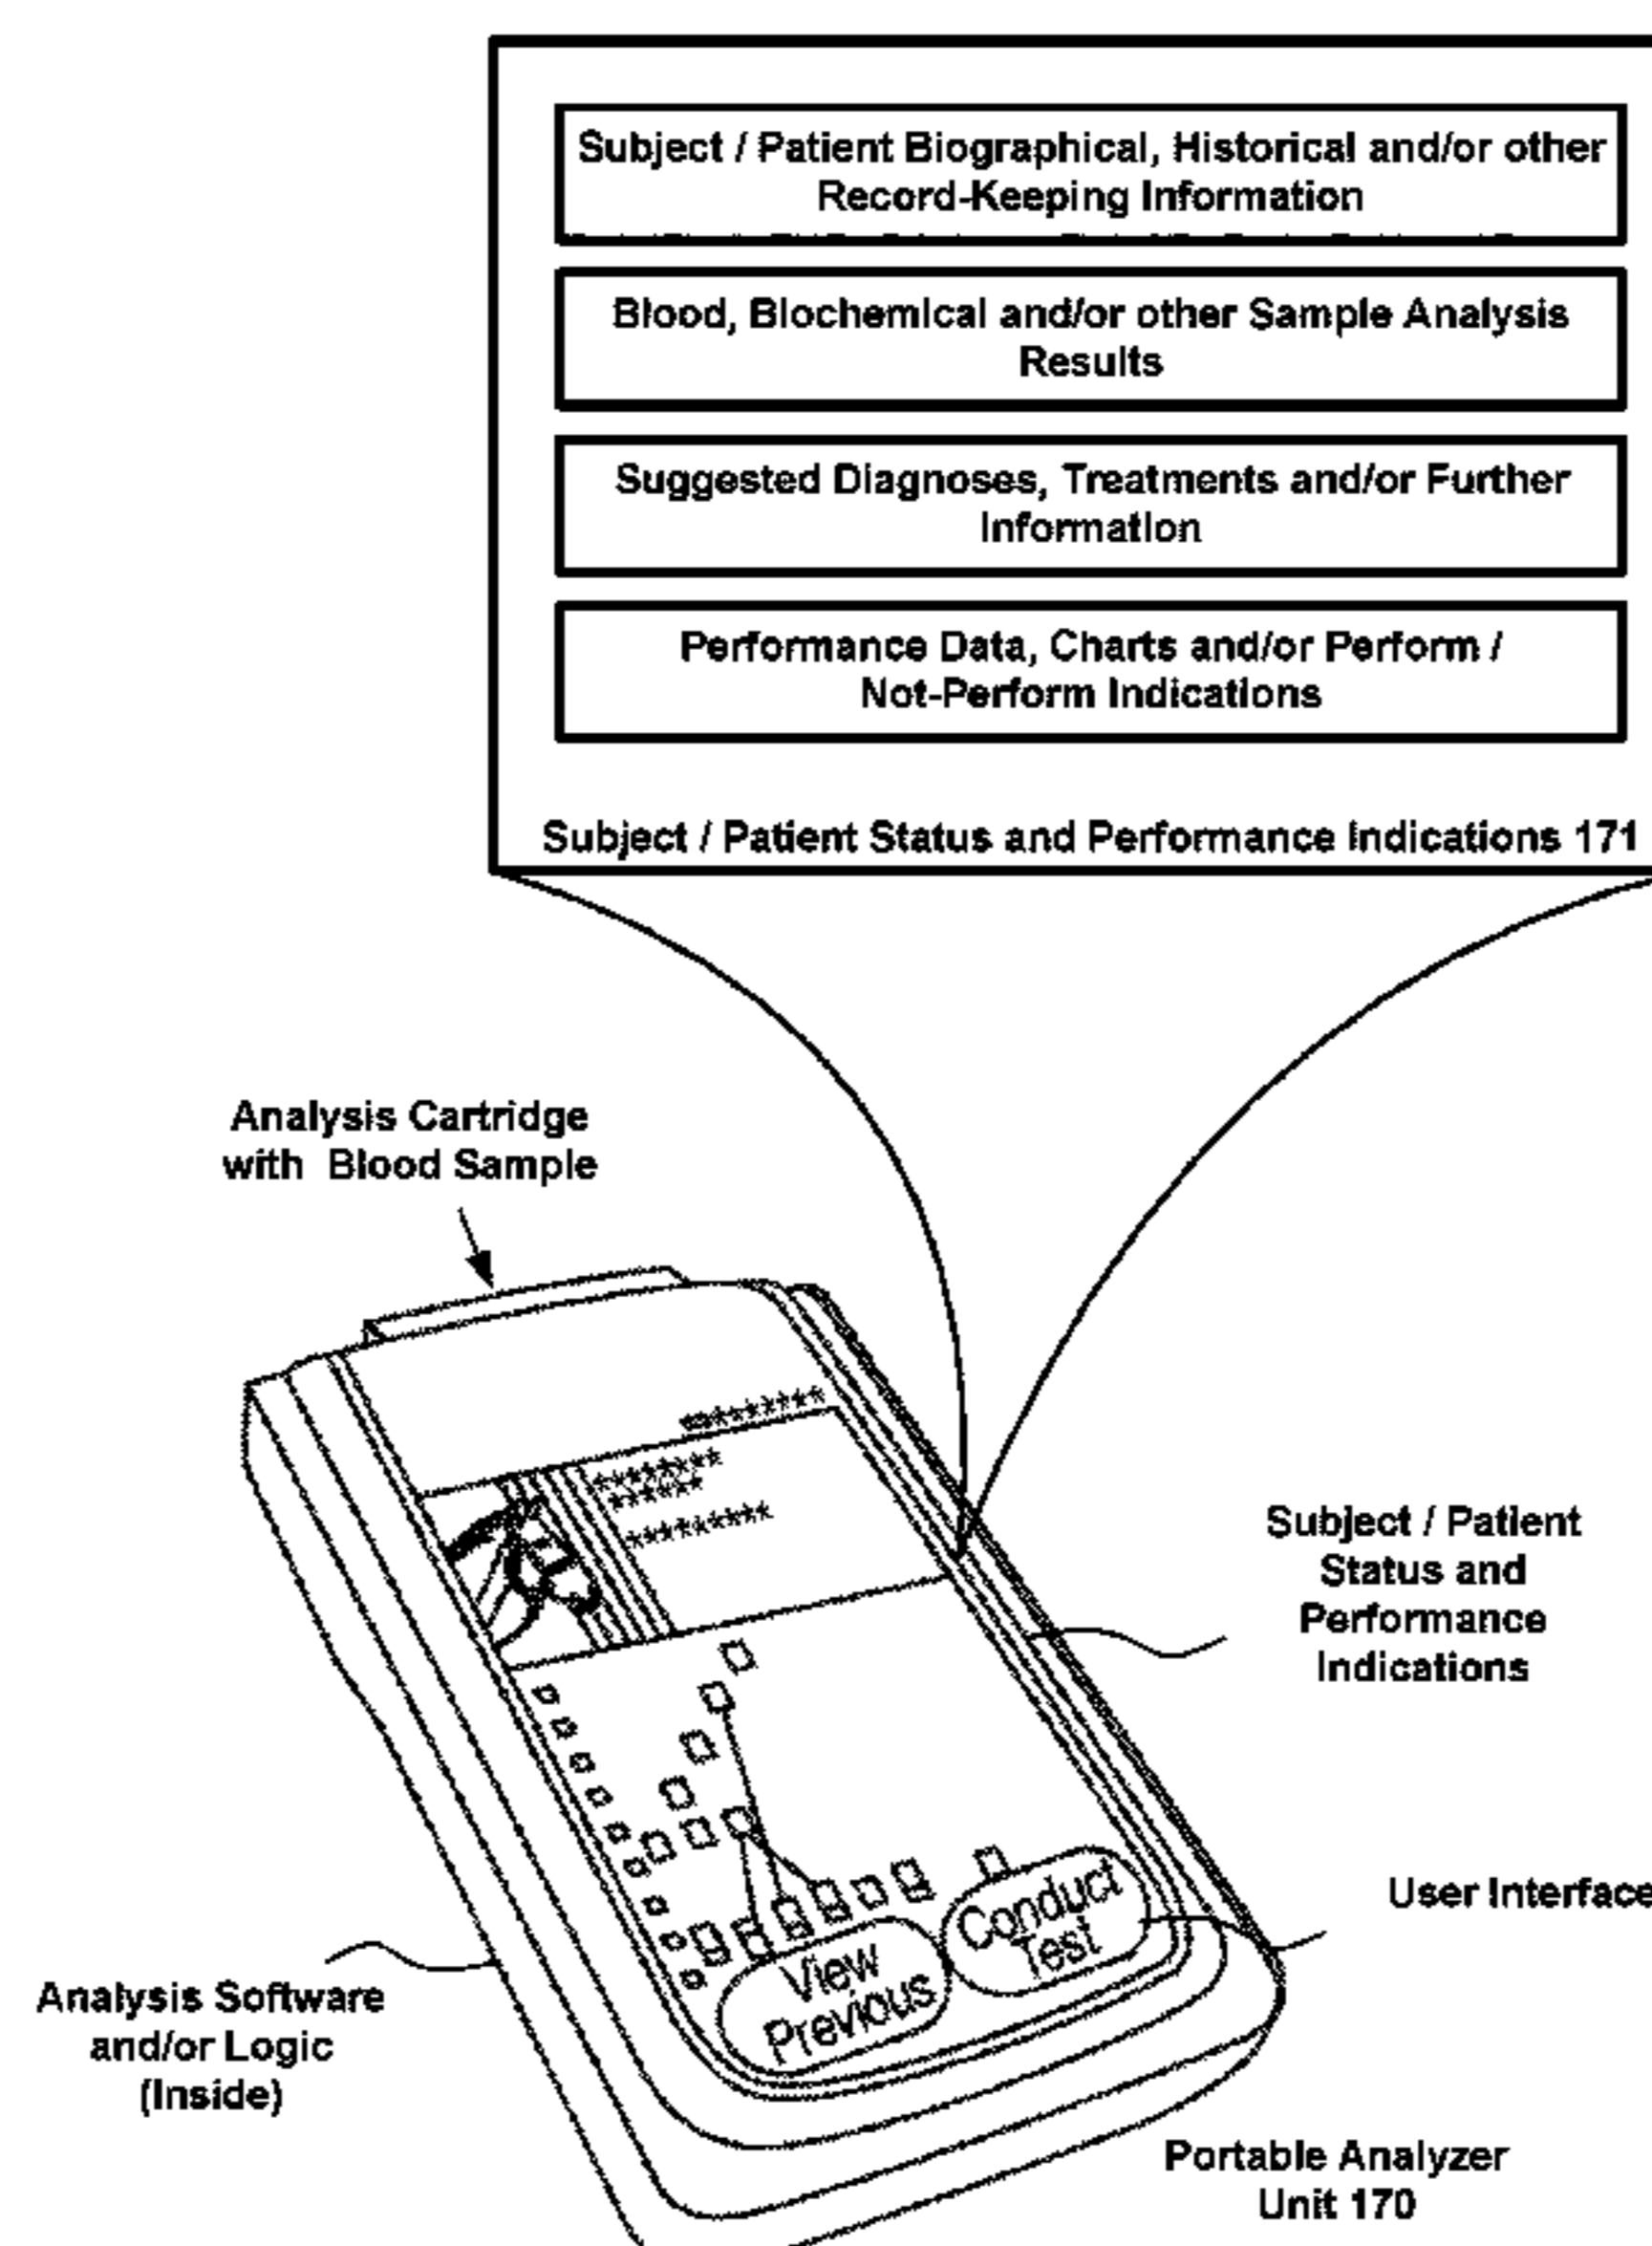 Subject / Patient Biographical, Historical and/or other
Record-Keeping Information
Blood, Biochemical and/or other Sample Analysis
Results
Suggested Diagnoses, Treatments and/or Further
Information
Performance Data, Charts and/or Perform /
Not-Perform Indications
Subject / Patient Status and Performance Indications 171
Analysis Cartridge
with Blood Sample
Subject / Patient
Status and
Performance
Indications
User Interface
Conduct
Test
View
Previous
Analysis Software
and/or Logic
(Inside)
Portable Analyzer
Unit 170